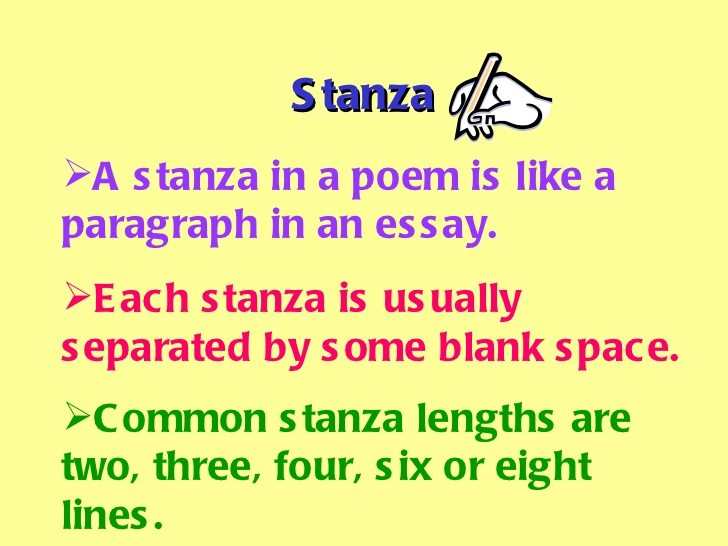 Stanza
➢A stanza in a poem is like a
paragraph in an essay.
➢Each stanza is usually
separated by some blank space.
➢Common stanza lengths are
two, three, four, six or eight
lines.